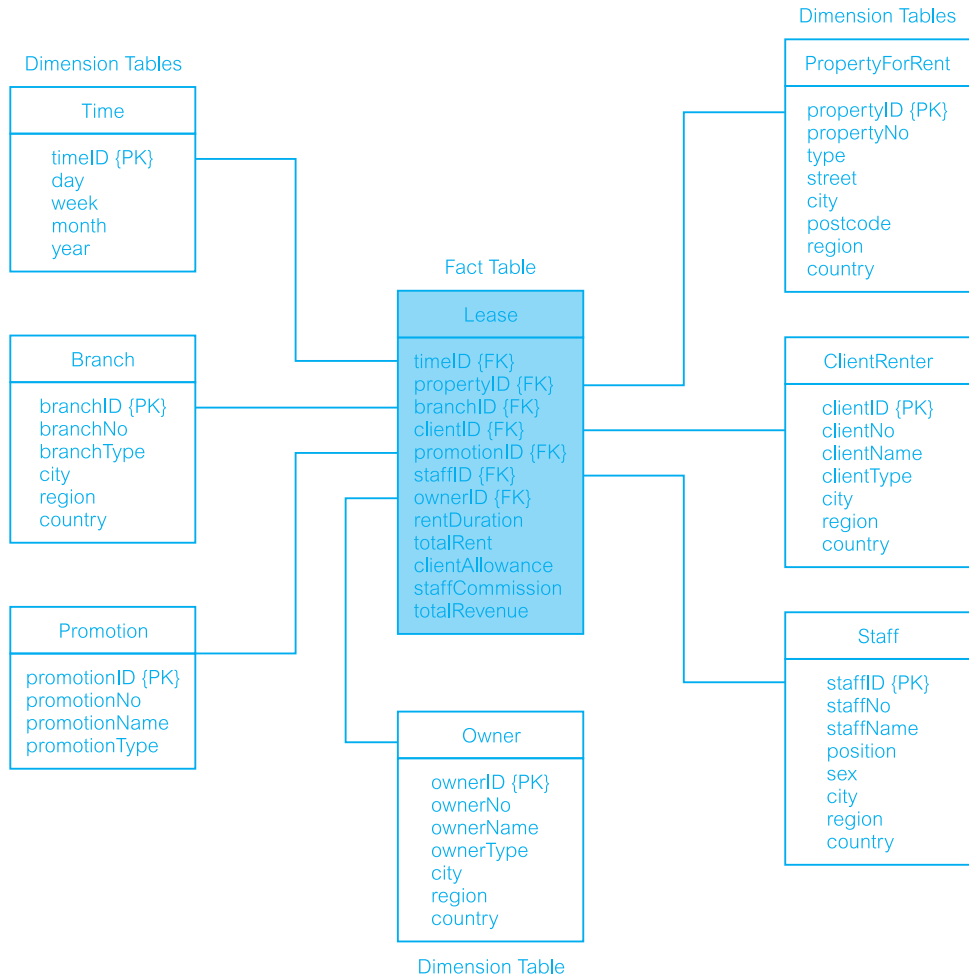 Dimension Tables
Time
timeID {PK}
day
week
month
year
Branch
branchID {PK}
branchNo
branchType
city
region
country
Promotion
promotionID {PK}
promotionNo
promotionName
promotionType
Fact Table
Lease
timeID {FK}
propertyID {FK}
branchID {FK}
clientID {FK}
promotionID {FK}
staffID {FK}
ownerID {FK}
rentDuration
totalRent
clientAllowance
staffCommission
totalRevenue
Owner
ownerID {PK}
ownerNo
ownerName
ownerType
city
region
country
Dimension Table
Dimension Tables
PropertyForRent
propertyID {PK}
propertyNo
type
street
city
postcode
region
country
ClientRenter
clientID {PK}
clientNo
clientName
clientType
city
region
country
Staff
staffID {PK}
staffNo
staffName
position
sex
city
region
country